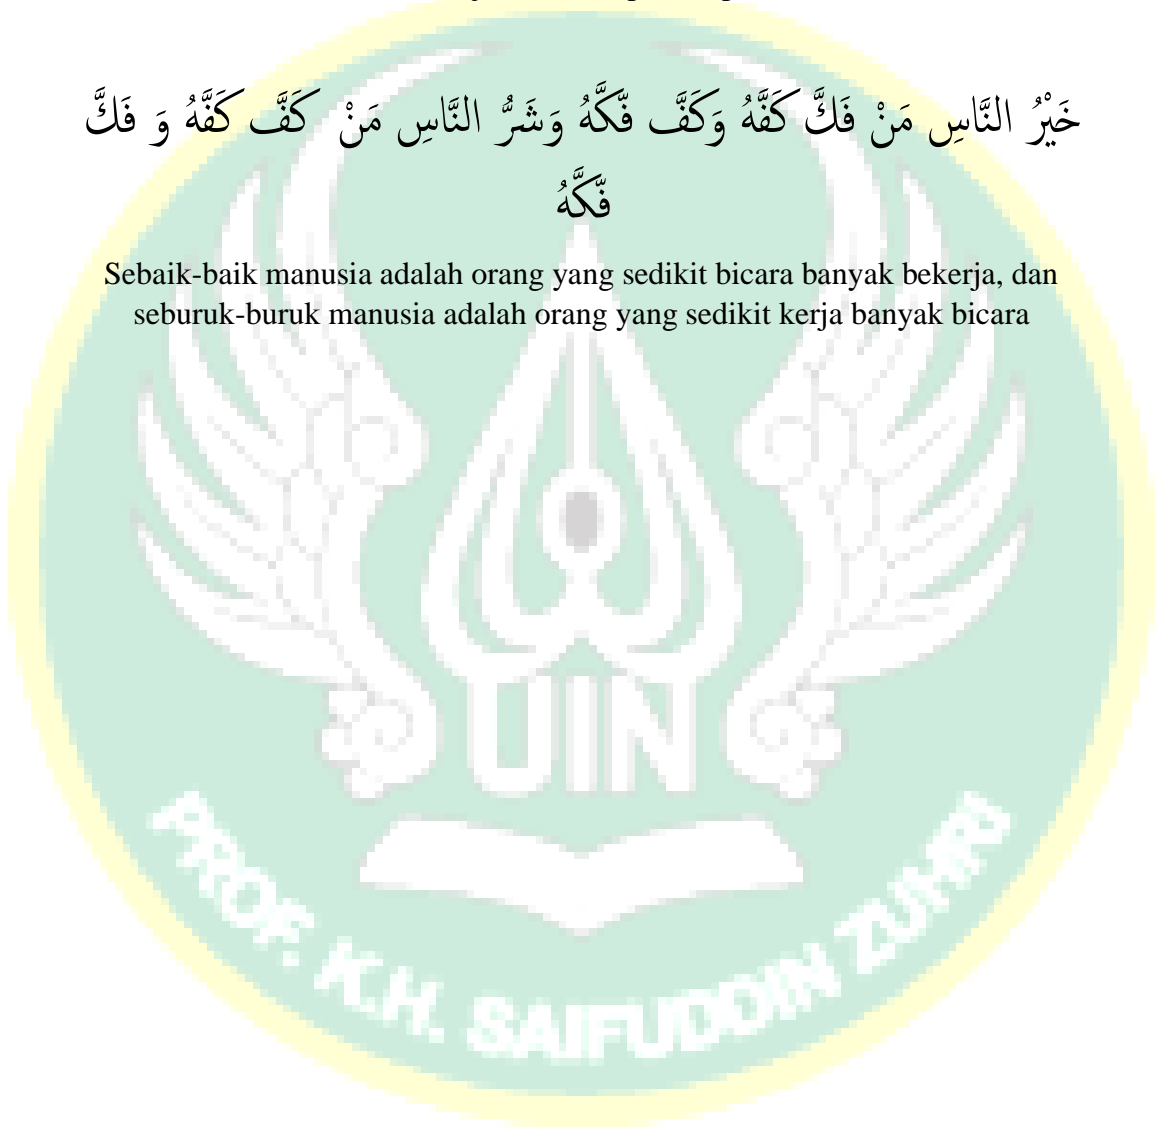 خَيْرُ النَّاسِ مَنْ فَكَّ كَفَّهُ وَكَفَّ فَّكَّهُ وَشَرُّ النَّاسِ مَنْ كَفَّ كَفَّهُ وَ فَكَّ
فَّكَّهُ
Sebaik-baik manusia adalah orang yang sedikit bicara banyak bekerja, dan
seburuk-buruk manusia adalah orang yang sedikit kerja banyak bicara
UIN
PROF. K.H. SAIFUDDIN ZUHRI